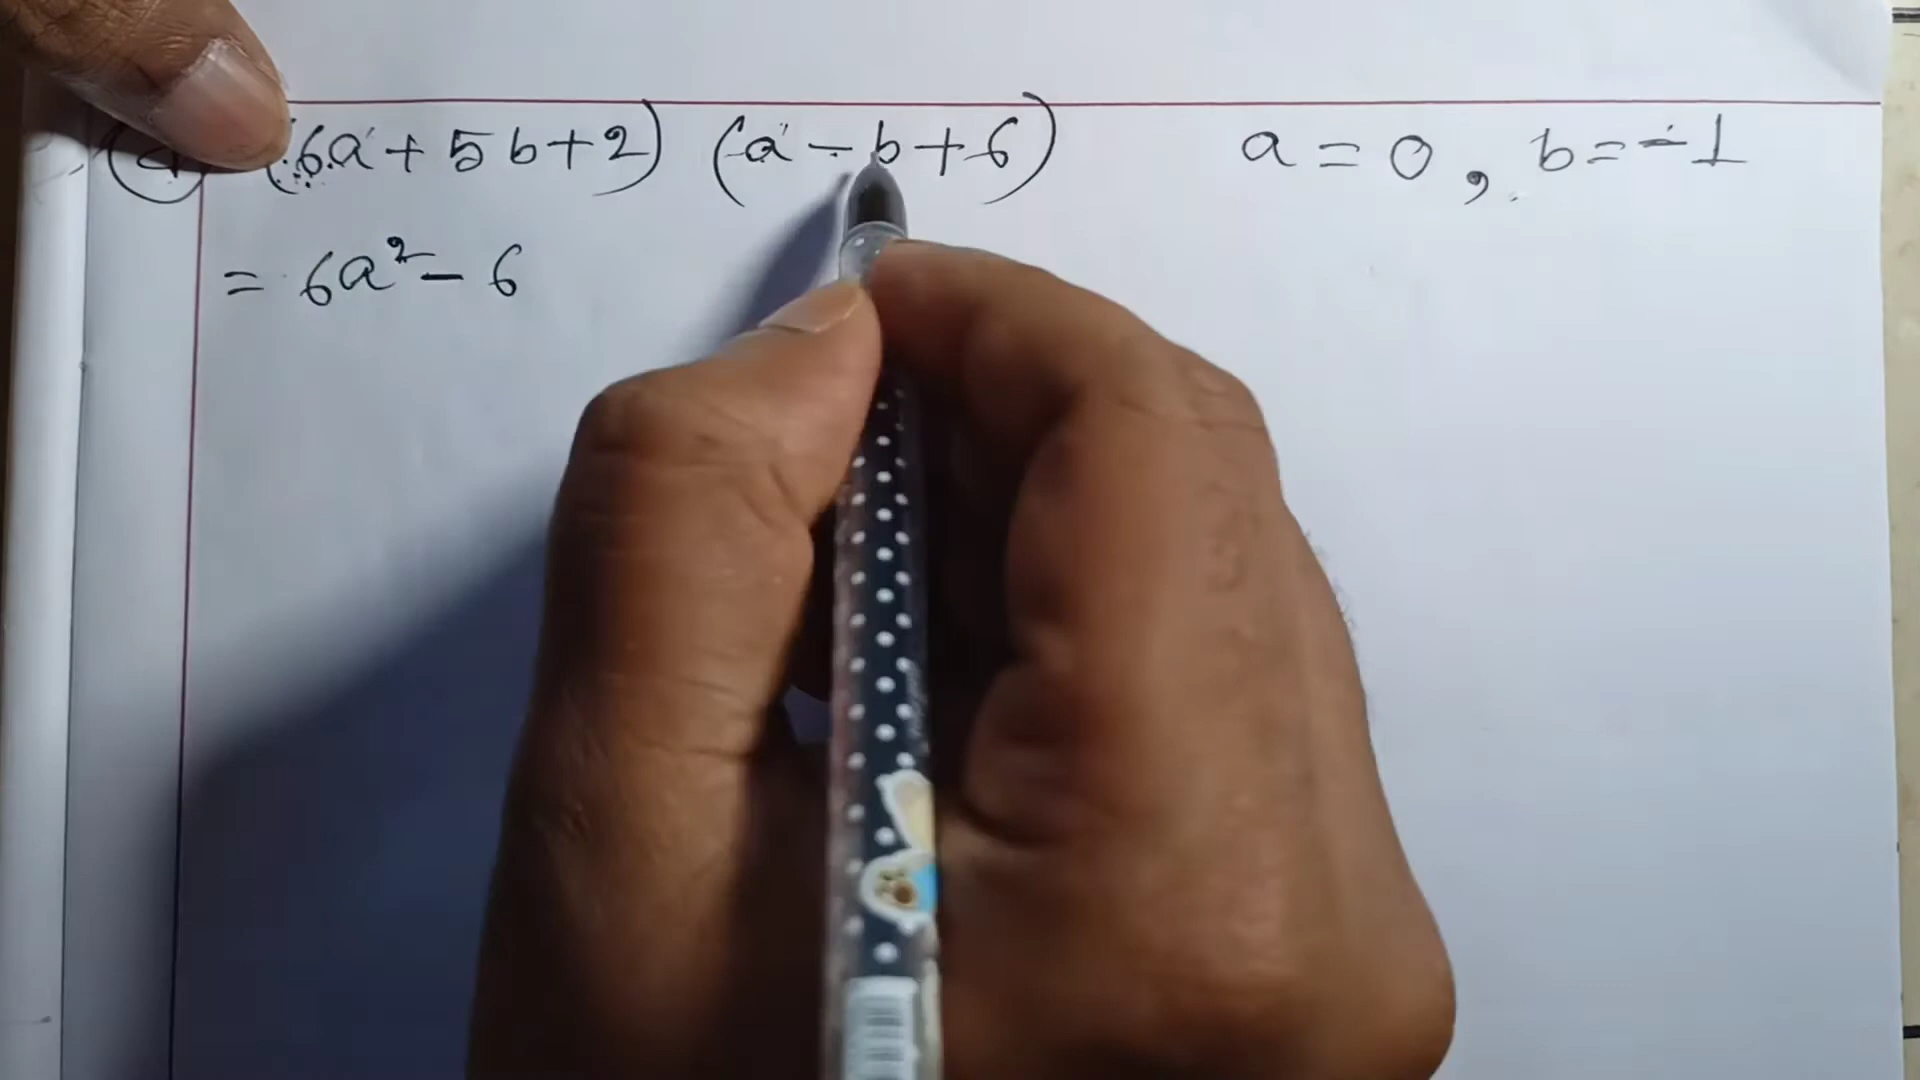 (6a + 5b + 2) (a - b + 6) a = 0, b = -1
= 6a² - 6